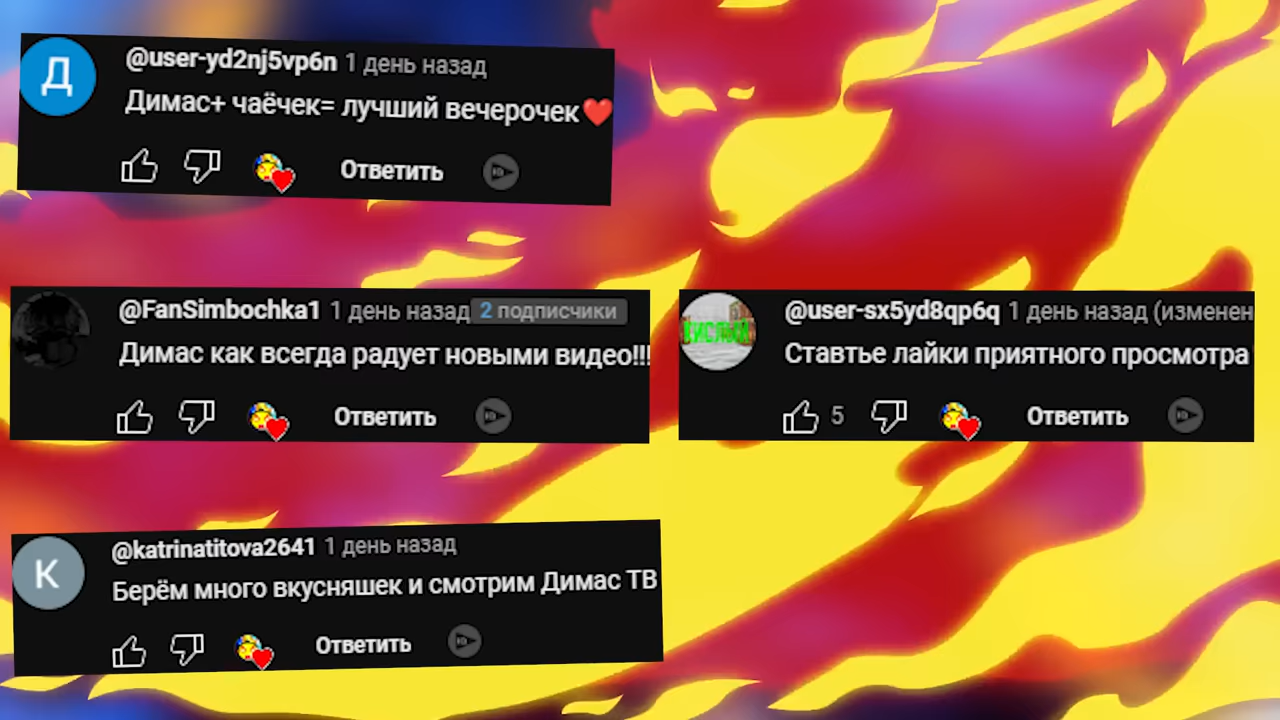 Д
@user-yd2nj5vp6n 1 день назад
Димас+ чаёчек= лучший вечерочек❤️
Ответить
@FanSimbochka1 1 день назад 2 подписчики
Димас как всегда радует новыми видео!!!
Ответить
КИСЛЫЙ
@user-sx5yd8qp6q 1 день назад (изменен
Ставтье лайки приятного просмотра
5 Ответить
К
@katrinatitova2641 1 день назад
Берём много вкусняшек и смотрим Димас ТВ
Ответить